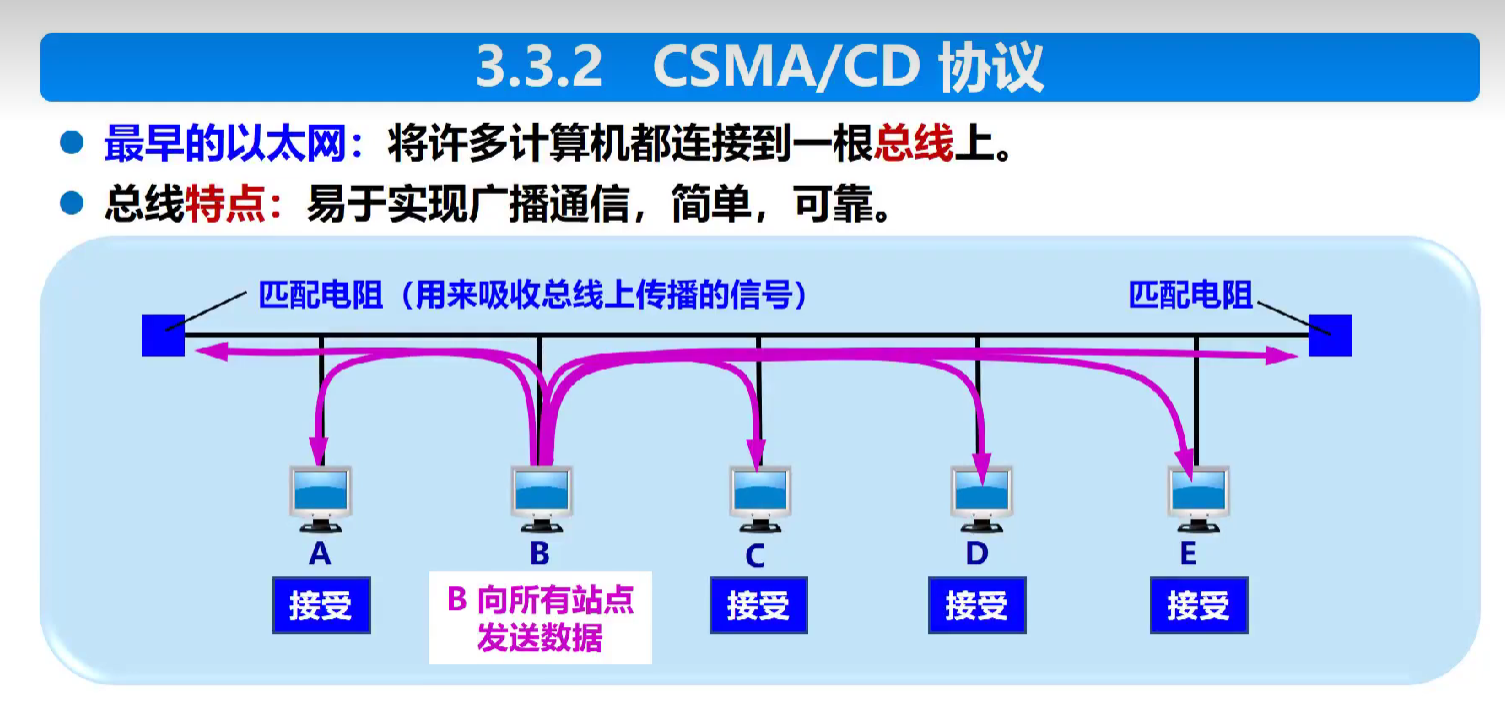 3.3.2 CSMA/CD 协议
最早的以太网：将许多计算机都连接到一根总线上。
总线特点：易于实现广播通信，简单，可靠。
匹配电阻（用来吸收总线上传播的信号）
匹配电阻
A
B
C
D
E
接受
B 向所有站点
发送数据
接受
接受
接受